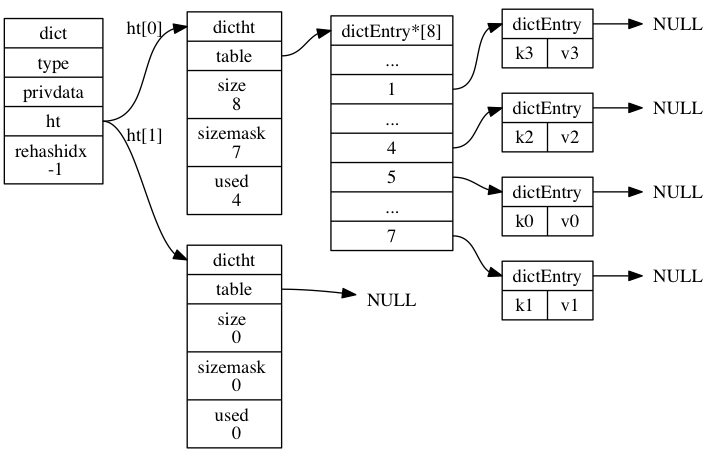 dict
type
privdata
ht
rehashidx
-1
ht[0]
ht[1]
dictht
table
size
8
sizemask
7
used
4
dictht
table
size
0
sizemask
0
used
0
NULL
dictEntry*[8]
...
1
...
4
5
...
7
dictEntry
k3 v3
NULL
dictEntry
k2 v2
NULL
dictEntry
k0 v0
NULL
dictEntry
k1 v1
NULL